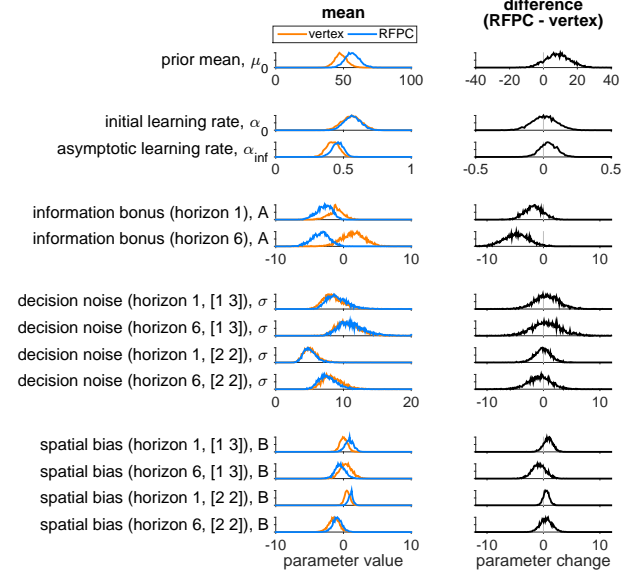 mean
difference
(RFPC - vertex)
vertex RFPC
prior mean, μ0
0 50 100
-40 -20 0 20 40
initial learning rate, α0
asymptotic learning rate, αinf
0 0.5 1
-0.5 0 0.5
information bonus (horizon 1), A
information bonus (horizon 6), A
-10 0 10
-10 0 10
decision noise (horizon 1, [1 3]), σ
decision noise (horizon 6, [1 3]), σ
decision noise (horizon 1, [2 2]), σ
decision noise (horizon 6, [2 2]), σ
0 10 20
-10 0 10
spatial bias (horizon 1, [1 3]), B
spatial bias (horizon 6, [1 3]), B
spatial bias (horizon 1, [2 2]), B
spatial bias (horizon 6, [2 2]), B
-10 0 10
-10 0 10
parameter value
parameter change